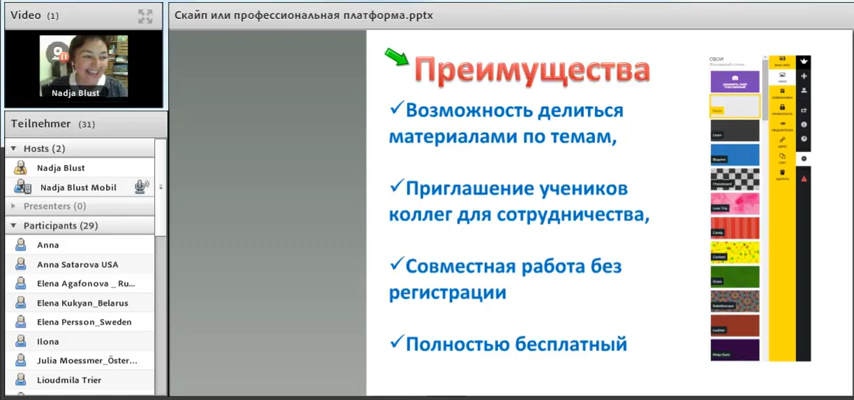 Video (1)
Nadja Blust
Teilnehmer (31)
Hosts (2)
Nadja Blust
Nadja Blust Mobil
Presenters (0)
Participants (29)
Anna
Anna Satarova USA
Elena Agafonova _ Ru...
Elena Kukyan_Belarus
Elena Persson_Sweden
Ilona
Julia Moessmer_Öster...
Lioudmila Trier
Скайп или профессиональная платформа.pptx
Преимущества
✓Возможность делиться
материалами по темам,
✓Приглашение учеников
коллег для сотрудничества,
✓Совместная работа без
регистрации
✓Полностью бесплатный
ОБОИ